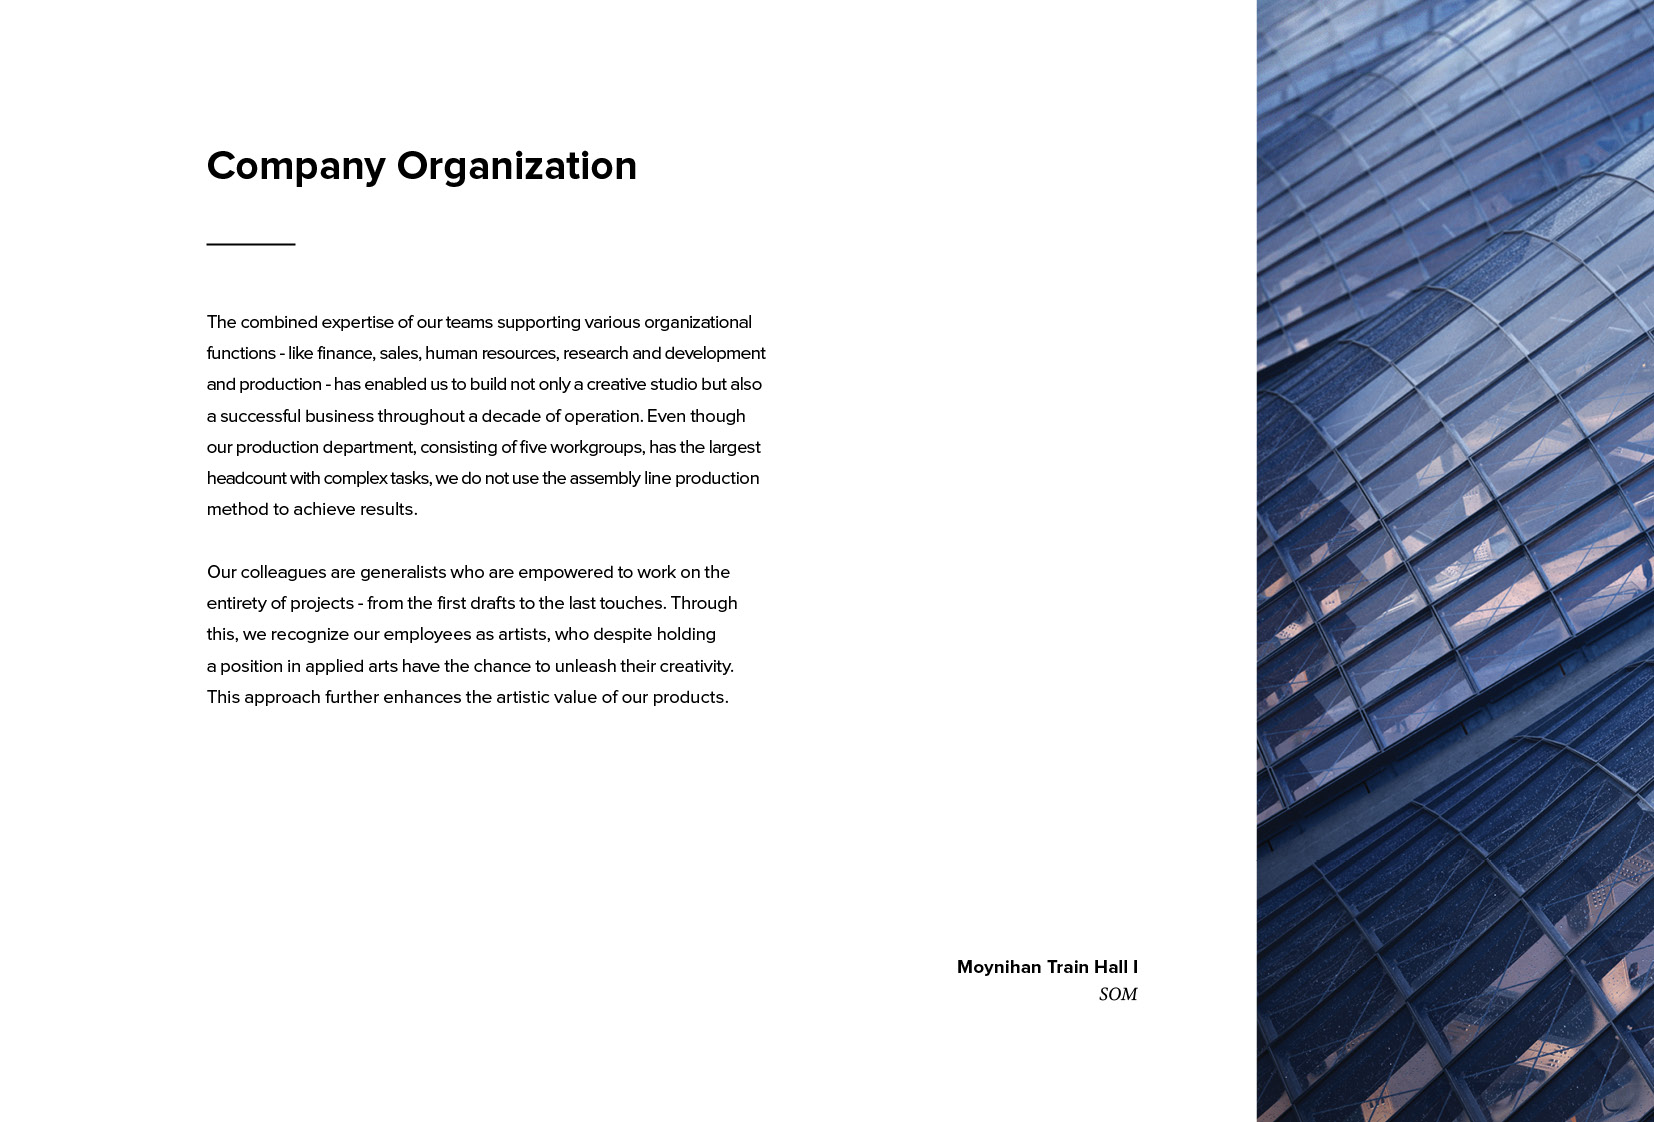 Company Organization
The combined expertise of our teams supporting various organizational
functions - like finance, sales, human resources, research and development
and production - has enabled us to build not only a creative studio but also
a successful business throughout a decade of operation. Even though
our production department, consisting of five workgroups, has the largest
headcount with complex tasks, we do not use the assembly line production
method to achieve results.
Our colleagues are generalists who are empowered to work on the
entirety of projects - from the first drafts to the last touches. Through
this, we recognize our employees as artists, who despite holding
a position in applied arts have the chance to unleash their creativity.
This approach further enhances the artistic value of our products.
Moynihan Train Hall I
SOM